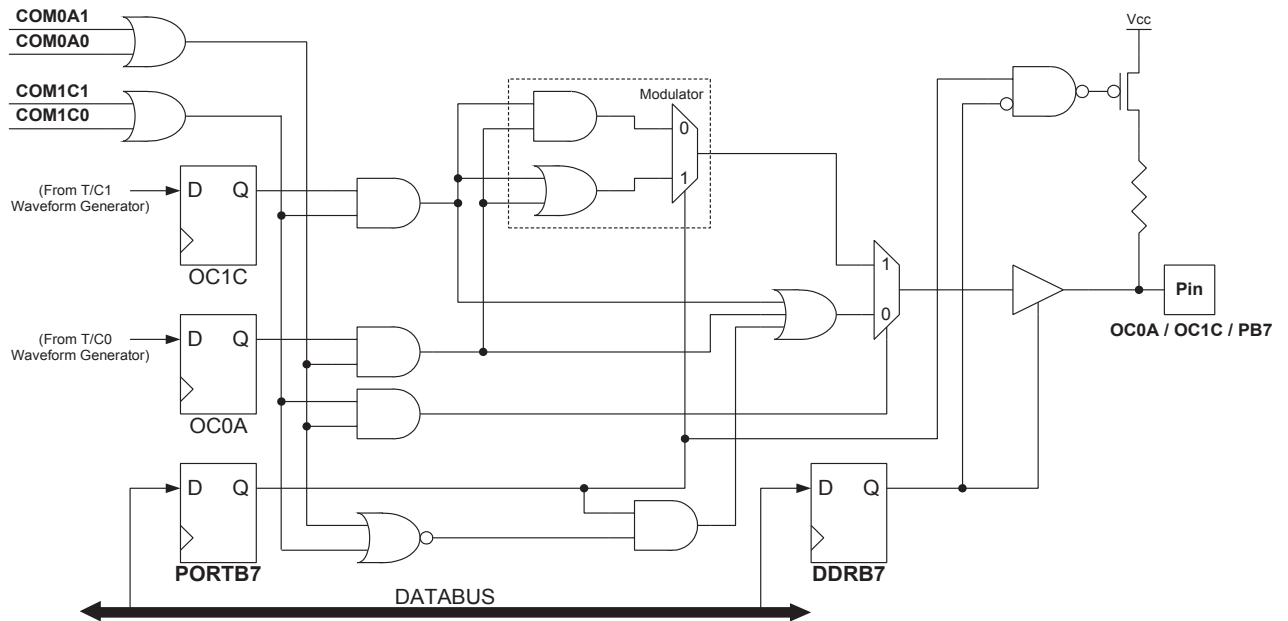 COM0A1
COM0A0
COM1C1
COM1C0
Vcc
Modulator
0
1
(From T/C1
Waveform Generator)
D Q
OC1C
1
0
Pin
OC0A / OC1C / PB7
(From T/C0
Waveform Generator)
D Q
OC0A
D Q
PORTB7
D Q
DDRB7
DATABUS